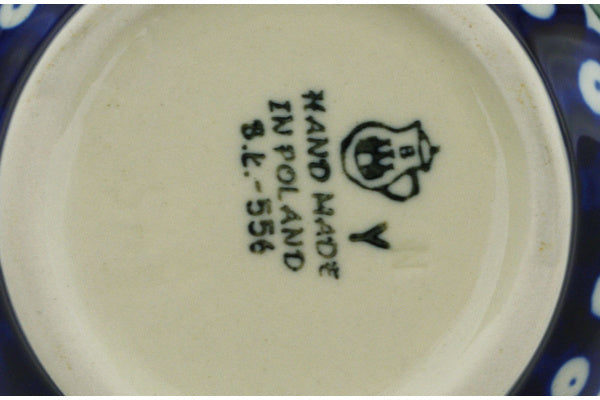 B
Y
HAND MADE
IN POLAND
B.K.-556